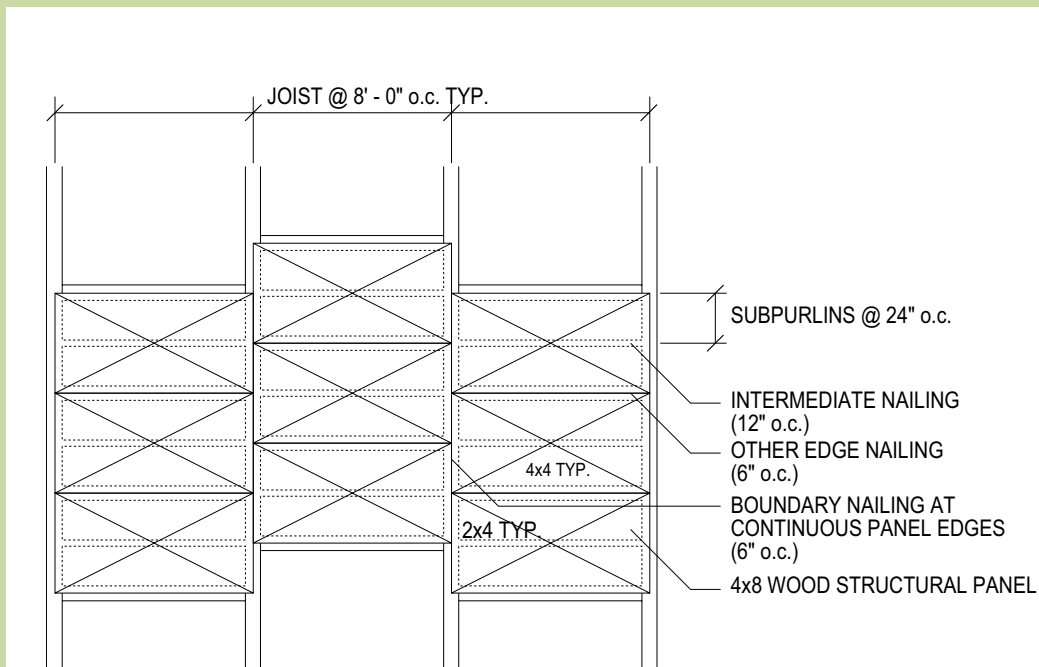 JOIST @ 8' - 0" o.c. TYP.
SUBPURLINS @ 24" o.c.
INTERMEDIATE NAILING
(12" o.c.)
OTHER EDGE NAILING
(6" o.c.)
4x4 TYP.
BOUNDARY NAILING AT
CONTINUOUS PANEL EDGES
(6" o.c.)
2x4 TYP.
4x8 WOOD STRUCTURAL PANEL